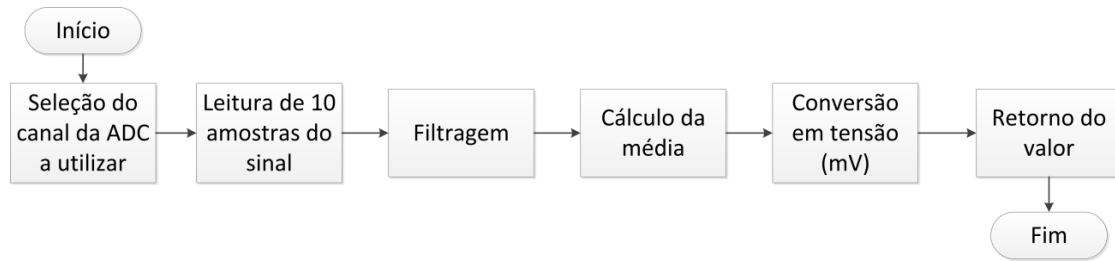 Início
Seleção do
canal da ADC
a utilizar
Leitura de 10
amostras do
sinal
Filtragem
Cálculo da
média
Conversão
em tensão
(mV)
Retorno do
valor
Fim